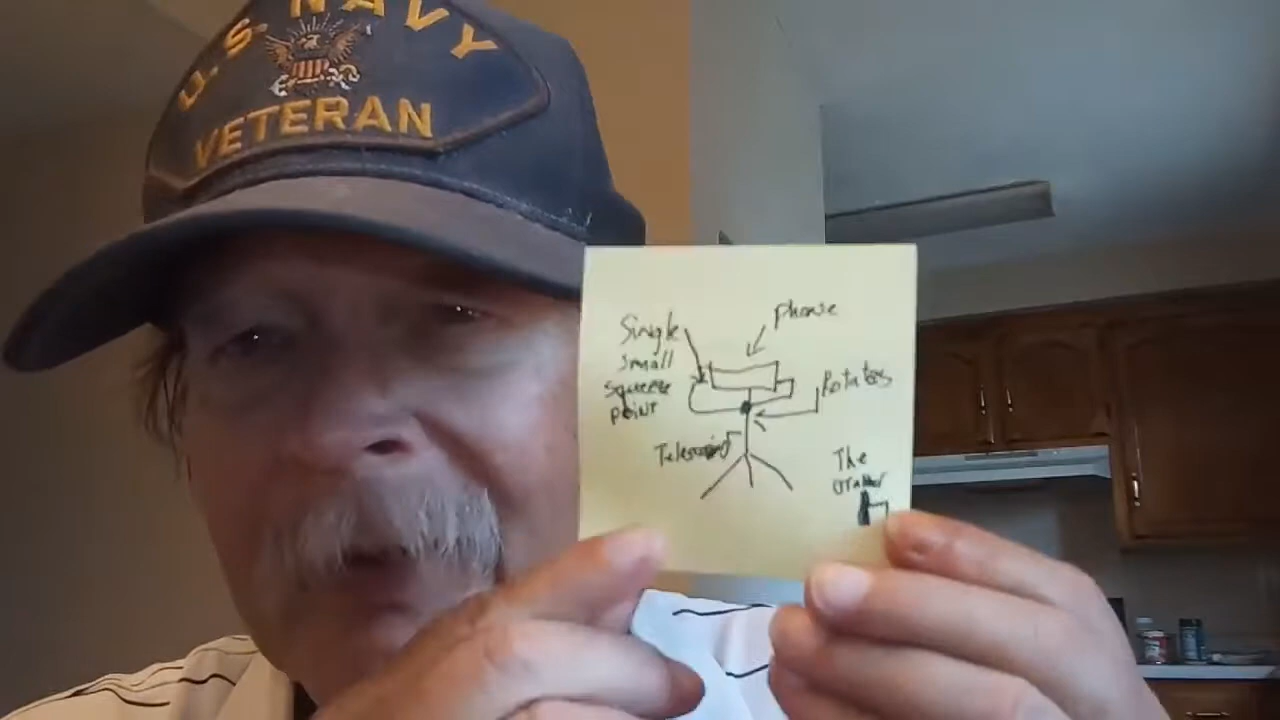 U.S. NAVY
VETERAN
Single
small
squeeze
point
phone
Rotates
The